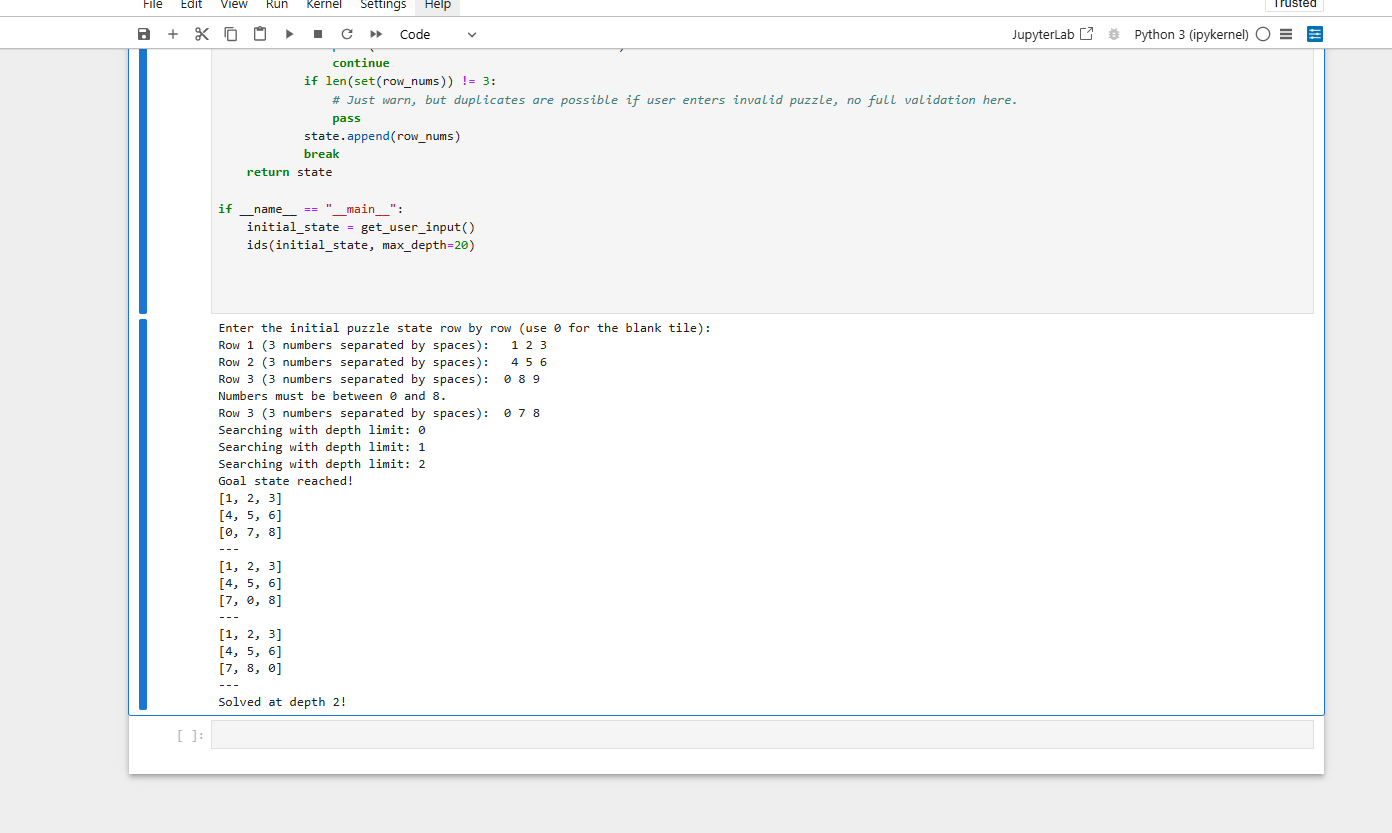 File Edit View Run Kernel Settings Help Trusted
Code JupyterLab Python 3 (ipykernel)
continue
if len(set(row_nums)) != 3:
# Just warn, but duplicates are possible if user enters invalid puzzle, no full validation here.
pass
state.append(row_nums)
break
return state
if __name__ == "__main__":
initial_state = get_user_input()
ids(initial_state, max_depth=20)
Enter the initial puzzle state row by row (use 0 for the blank tile):
Row 1 (3 numbers separated by spaces):   1 2 3
Row 2 (3 numbers separated by spaces):   4 5 6
Row 3 (3 numbers separated by spaces):  0 8 9
Numbers must be between 0 and 8.
Row 3 (3 numbers separated by spaces):  0 7 8
Searching with depth limit: 0
Searching with depth limit: 1
Searching with depth limit: 2
Goal state reached!
[1, 2, 3]
[4, 5, 6]
[0, 7, 8]
---
[1, 2, 3]
[4, 5, 6]
[7, 0, 8]
---
[1, 2, 3]
[4, 5, 6]
[7, 8, 0]
---
Solved at depth 2!
[ ]: